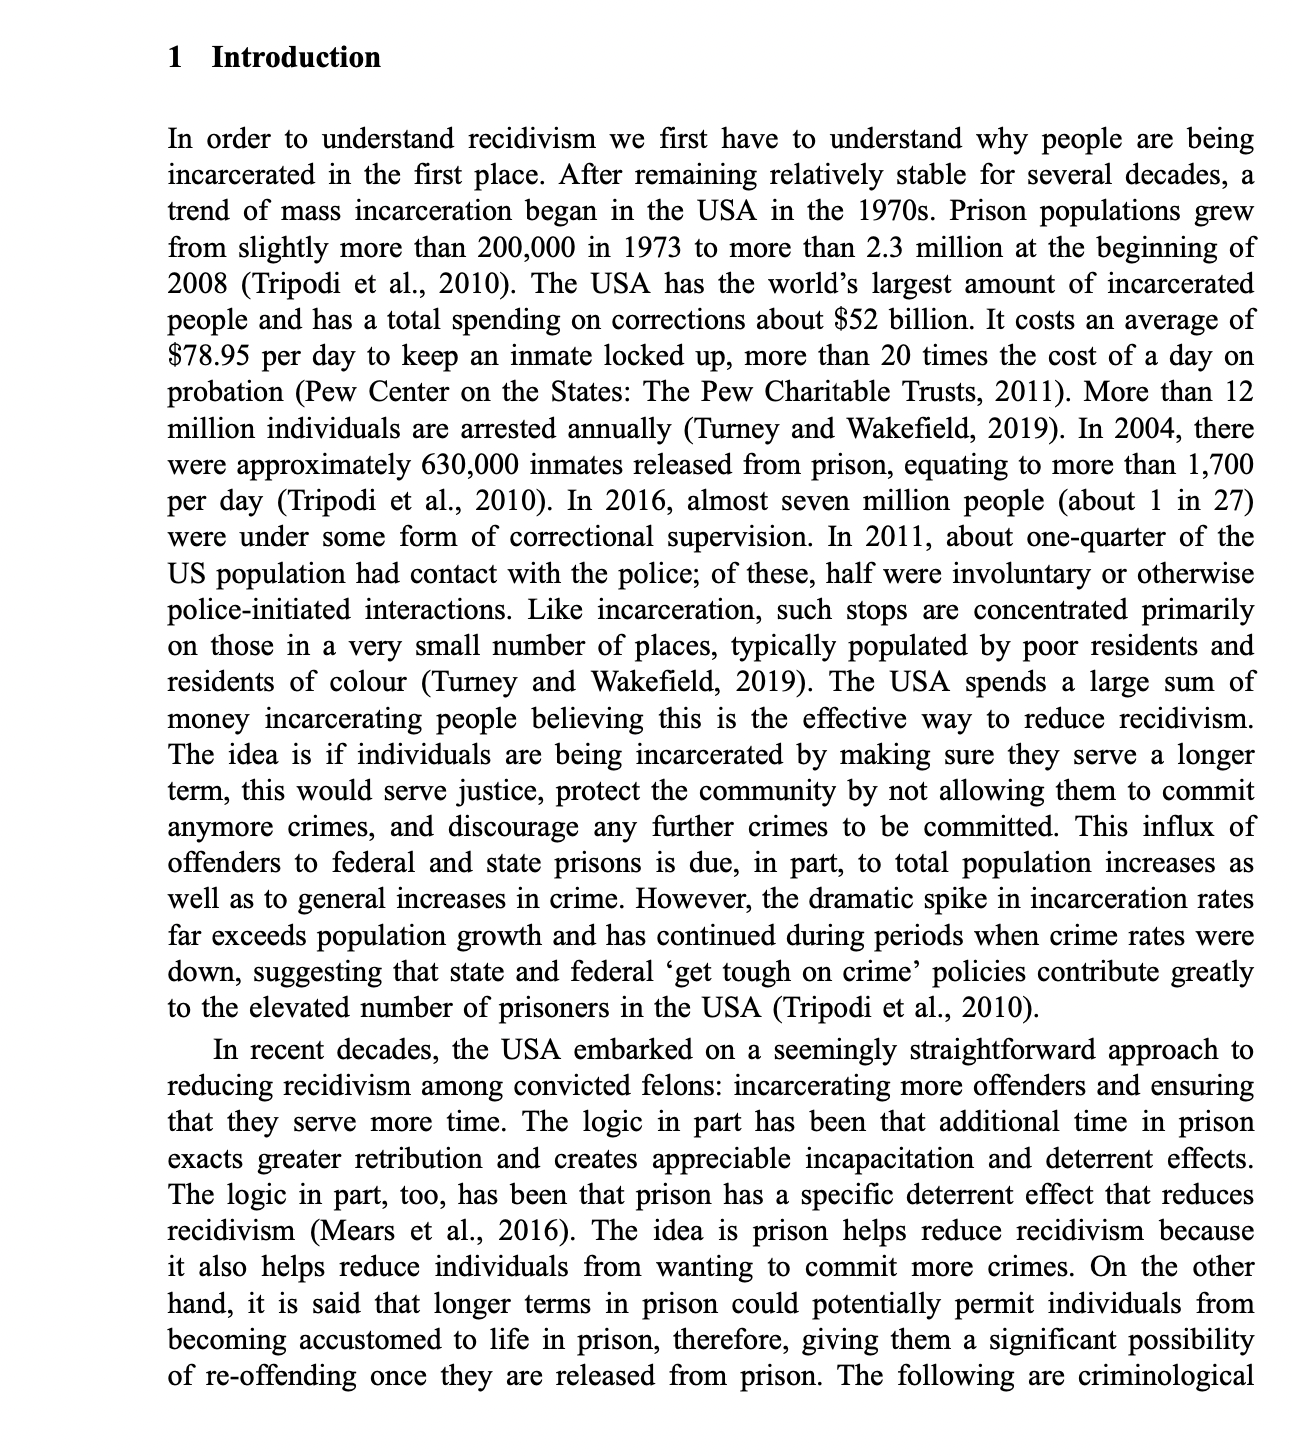 1 Introduction
In order to understand recidivism we first have to understand why people are being
incarcerated in the first place. After remaining relatively stable for several decades, a
trend of mass incarceration began in the USA in the 1970s. Prison populations grew
from slightly more than 200,000 in 1973 to more than 2.3 million at the beginning of
2008 (Tripodi et al., 2010). The USA has the world’s largest amount of incarcerated
people and has a total spending on corrections about $52 billion. It costs an average of
$78.95 per day to keep an inmate locked up, more than 20 times the cost of a day on
probation (Pew Center on the States: The Pew Charitable Trusts, 2011). More than 12
million individuals are arrested annually (Turney and Wakefield, 2019). In 2004, there
were approximately 630,000 inmates released from prison, equating to more than 1,700
per day (Tripodi et al., 2010). In 2016, almost seven million people (about 1 in 27)
were under some form of correctional supervision. In 2011, about one-quarter of the
US population had contact with the police; of these, half were involuntary or otherwise
police-initiated interactions. Like incarceration, such stops are concentrated primarily
on those in a very small number of places, typically populated by poor residents and
residents of colour (Turney and Wakefield, 2019). The USA spends a large sum of
money incarcerating people believing this is the effective way to reduce recidivism.
The idea is if individuals are being incarcerated by making sure they serve a longer
term, this would serve justice, protect the community by not allowing them to commit
anymore crimes, and discourage any further crimes to be committed. This influx of
offenders to federal and state prisons is due, in part, to total population increases as
well as to general increases in crime. However, the dramatic spike in incarceration rates
far exceeds population growth and has continued during periods when crime rates were
down, suggesting that state and federal ‘get tough on crime’ policies contribute greatly
to the elevated number of prisoners in the USA (Tripodi et al., 2010).
In recent decades, the USA embarked on a seemingly straightforward approach to
reducing recidivism among convicted felons: incarcerating more offenders and ensuring
that they serve more time. The logic in part has been that additional time in prison
exacts greater retribution and creates appreciable incapacitation and deterrent effects.
The logic in part, too, has been that prison has a specific deterrent effect that reduces
recidivism (Mears et al., 2016). The idea is prison helps reduce recidivism because
it also helps reduce individuals from wanting to commit more crimes. On the other
hand, it is said that longer terms in prison could potentially permit individuals from
becoming accustomed to life in prison, therefore, giving them a significant possibility
of re-offending once they are released from prison. The following are criminological